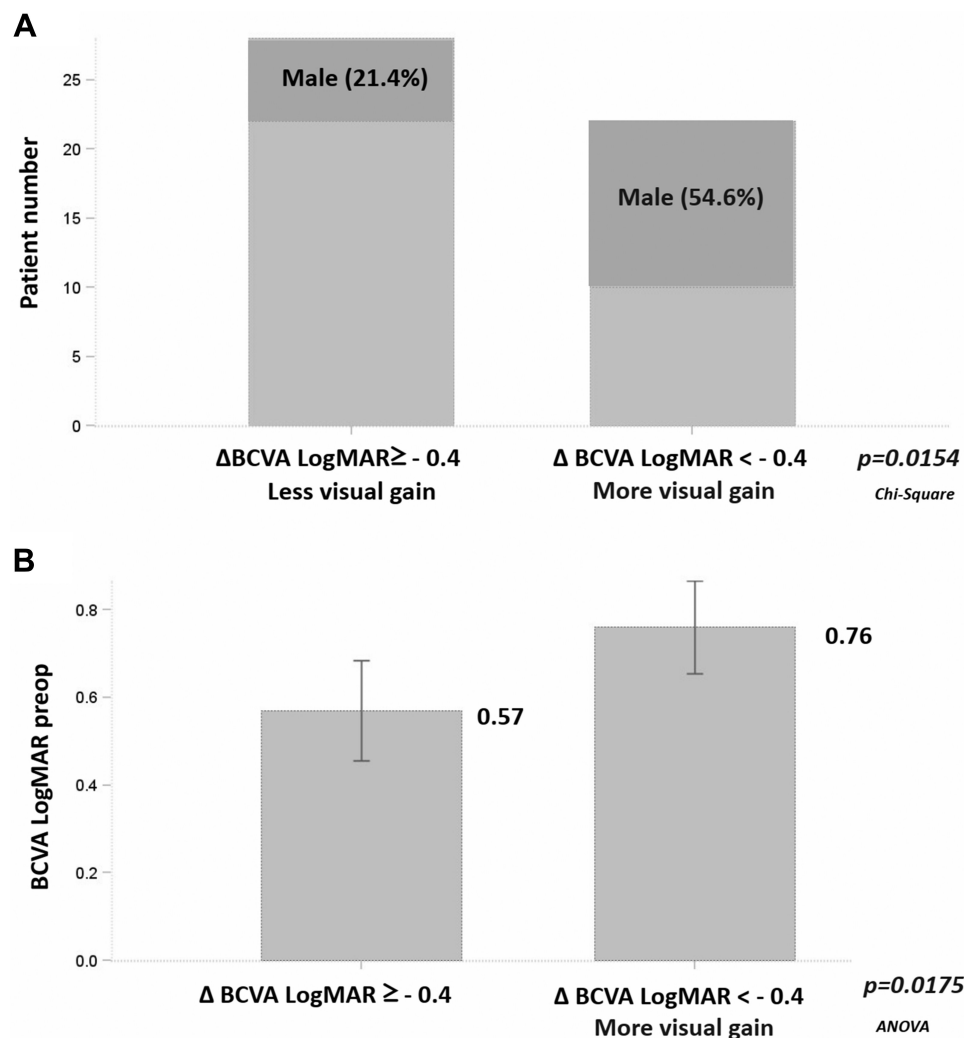 A
Patient number
25
20
15
10
5
0
Male (21.4%)
Male (54.6%)
ΔBCVA LogMAR≥ - 0.4
Less visual gain
Δ BCVA LogMAR < - 0.4
More visual gain
p=0.0154
Chi-Square
B
BCVA LogMAR preop
0.8
0.6
0.4
0.2
0.0
0.57
0.76
Δ BCVA LogMAR ≥ - 0.4
Δ BCVA LogMAR < - 0.4
More visual gain
p=0.0175
ANOVA